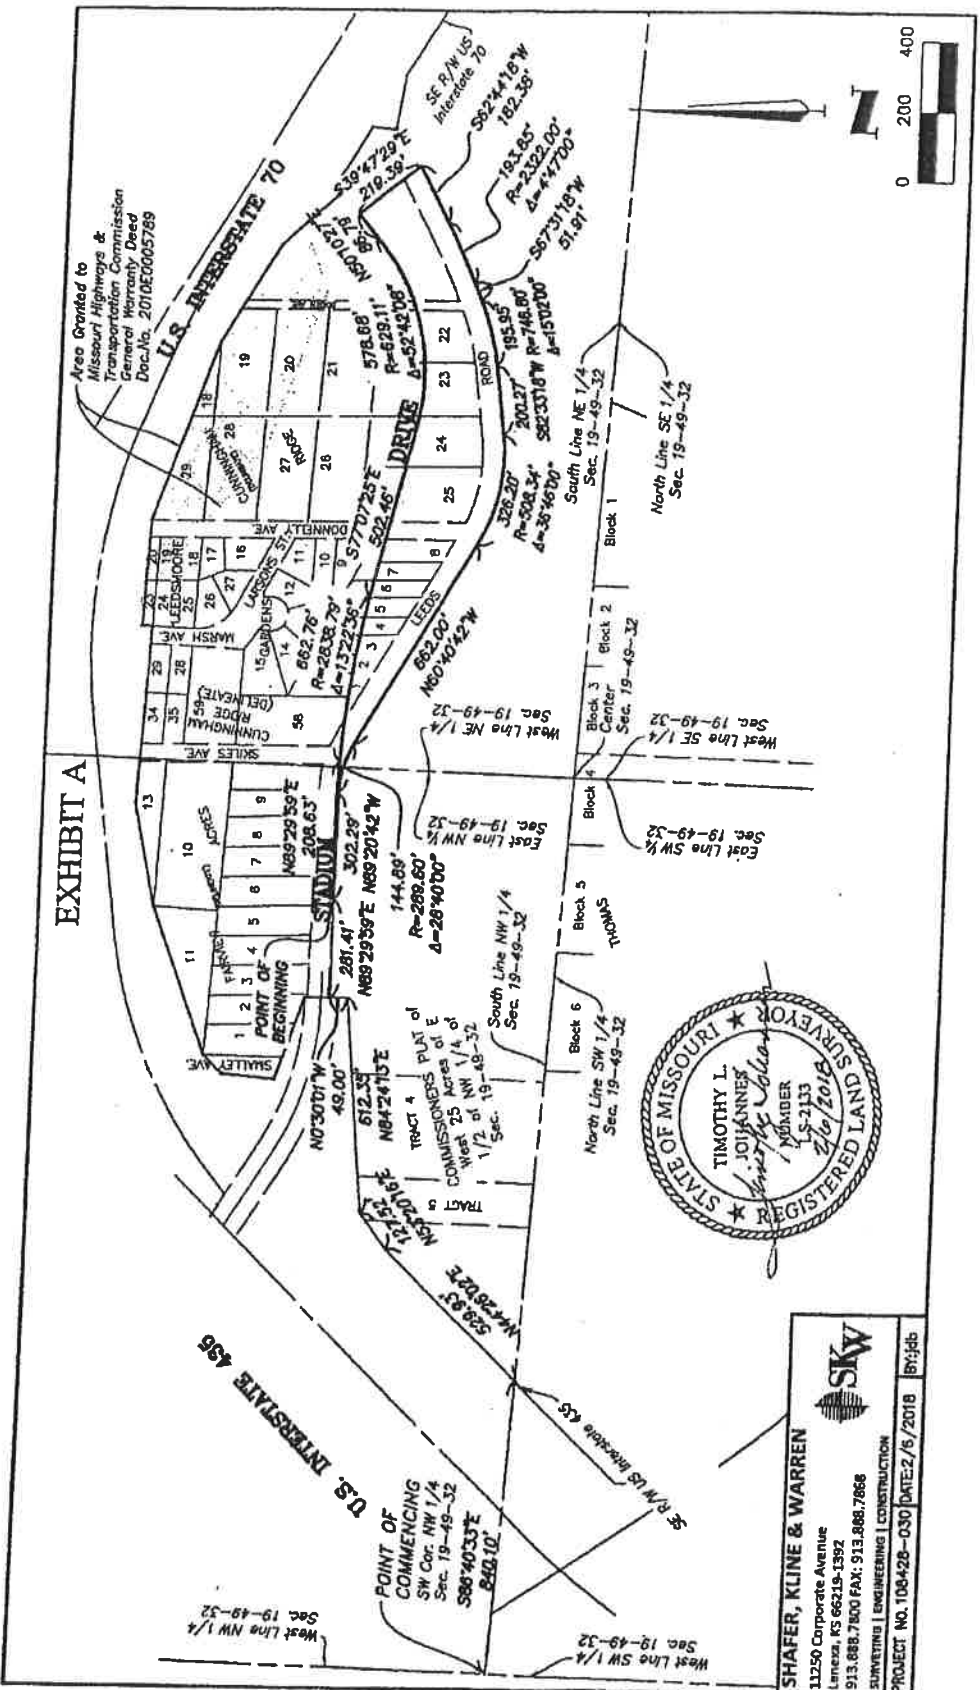 EXHIBIT A
Area Granted to
Missouri Highways &
Transportation Commission
General Warranty Deed
Doc.No. 2010E0005789
U.S. INTERSTATE 70
SE R/W US
Interstate 70
S39°47'29"E
219.39'
S62°44'18"W
182.38'
193.85'
R=2322.00'
Δ=4°47'00"
S67°31'18"W
51.91'
N50°10'27"
86.79'
578.68'
R=629.11'
Δ=52°42'08"
195.95'
R=746.80'
Δ=15°02'00"
200.27'
S82°33'18"W
326.20'
R=508.34'
Δ=36°46'00"
S77°07'25"E
502.46'
DRIVE
ROAD
22
23
24
25
18
19
20
21
29
28
27
26
CUNNINGHAM
RIDGE
DONNELLY AVE.
20
19
18
17
16
23
24
25
26
27
LEEDSMOORE
LARSONS ST.
GARDENS
11
10
9
12
14
15
MARSH AVE.
29
28
34
35
59
58
CUNNINGHAM
RIDGE
(DELINEATE)
SKILES AVE.
662.76'
R=2838.79'
Δ=13°22'36"
2
3
4
5
6
7
8
LEEDS
662.00'
N60°40'42"W
13
10
11
FARMER
ACRES
1
2
3
4
5
6
7
8
9
SMALLEY AVE
POINT OF
BEGINNING
STADIUM
N89°29'59"E
208.63'
302.29'
N89°20'42"W
281.41'
N89°29'59"E
144.89'
R=289.60'
Δ=28°40'00"
N0°30'01"W
49.00'
612.35'
N84°24'13"E
127.52'
N53°20'16"E
529.93'
N44°26'02"E
TRACT 4
COMMISSIONERS PLAT of
West 25 Acres of E
1/2 of NW 1/4 of
Sec. 19-49-32
TRACT 5
West Line NE 1/4
Sec. 19-49-32
East Line NW ¼
Sec. 19-49-32
West Line SE 1/4
Sec. 19-49-32
East Line SW ¼
Sec. 19-49-32
South Line NE 1/4
Sec. 19-49-32
North Line SE 1/4
Sec. 19-49-32
South Line NW 1/4
Sec. 19-49-32
North Line SW 1/4
Sec. 19-49-32
Center
Sec. 19-49-32
Block 1
Block 2
Block 3
Block 4
Block 5
Block 6
THOMAS
U.S. INTERSTATE 435
SE R/W US Interstate 435
POINT OF
COMMENCING
SW Cor. NW 1/4
Sec. 19-49-32
S86°40'33"E
840.10'
West Line NW 1/4
Sec. 19-49-32
West Line SW 1/4
Sec. 19-49-32
N
0 200 400
STATE OF MISSOURI
REGISTERED LAND SURVEYOR
TIMOTHY L.
JOHANNES
NUMBER
LS-2133
2/6/2018
SHAFER, KLINE & WARREN
11250 Corporate Avenue
Lenexa, KS 66219-1392
913.888.7800 FAX: 913.888.7868
SURVEYING | ENGINEERING | CONSTRUCTION
SKW
PROJECT NO. 108428-030
DATE:2/6/2018
BY:jdb